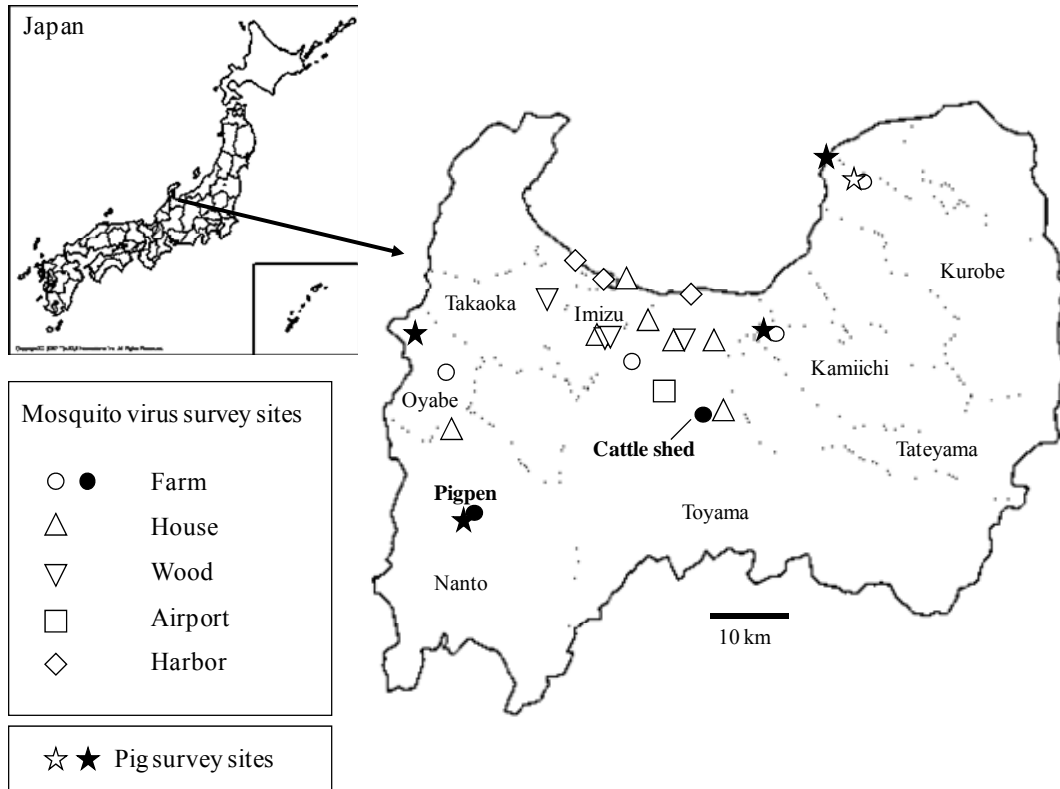 Japan
Kurobe
Takaoka
Imizu
Kamiichi
Oyabe
Cattle shed
Tateyama
Pigpen
Toyama
Nanto
10 km
Mosquito virus survey sites
Farm
House
Wood
Airport
Harbor
Pig survey sites